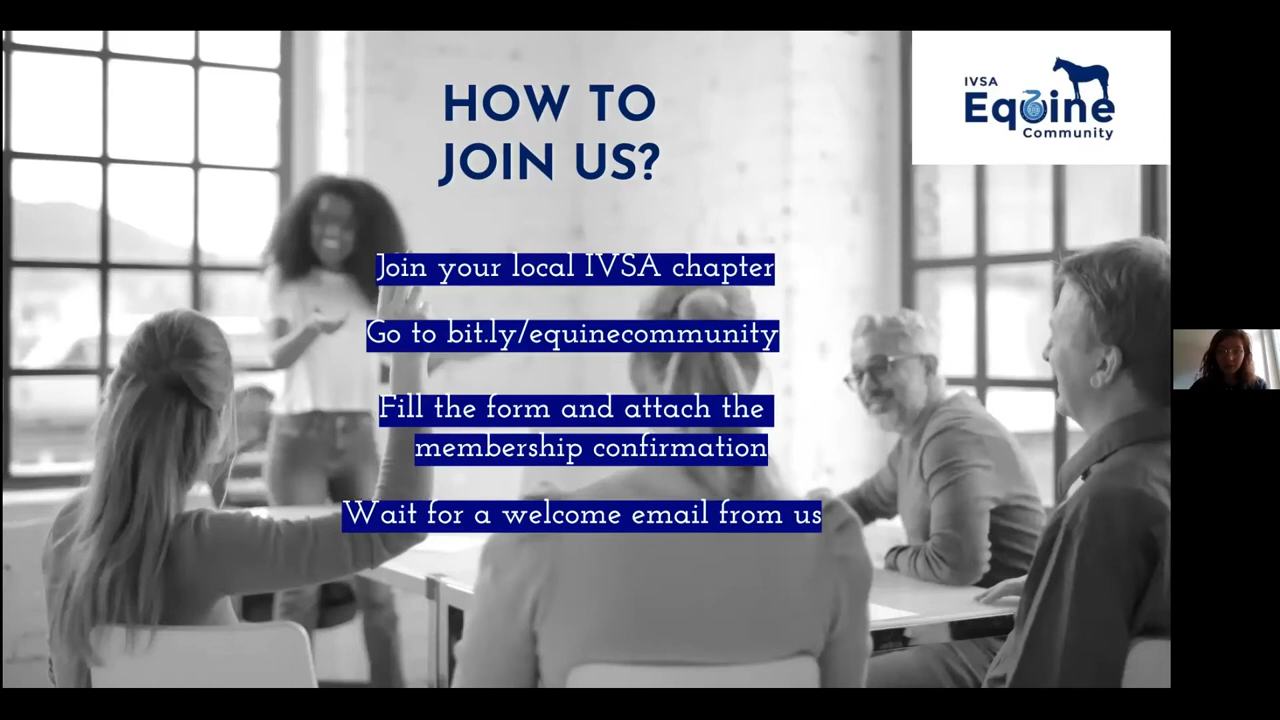 HOW TO
JOIN US?
IVSA
Equine
Community
Join your local IVSA chapter
Go to bit.ly/equinecommunity
Fill the form and attach the
membership confirmation
Wait for a welcome email from us